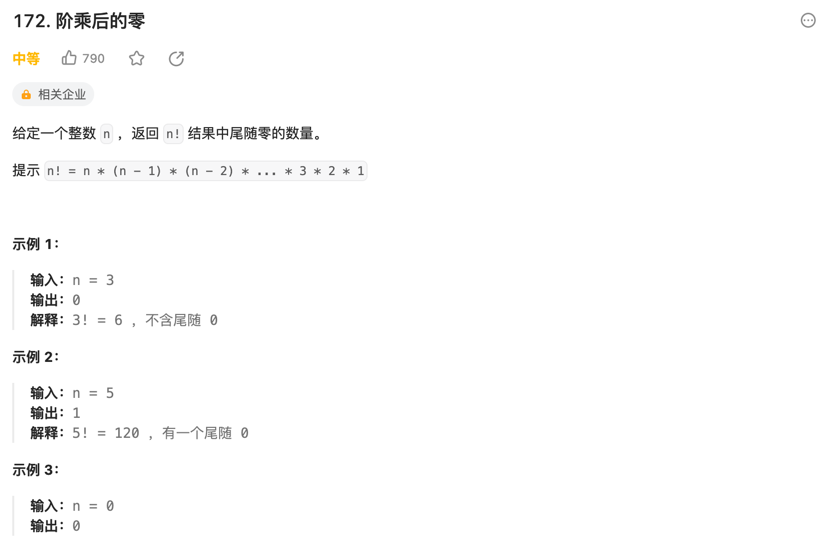 172. 阶乘后的零
中等 790
相关企业
给定一个整数 n ，返回 n! 结果中尾随零的数量。
提示 n! = n * (n - 1) * (n - 2) * ... * 3 * 2 * 1
示例 1：
输入：n = 3
输出：0
解释：3! = 6 ，不含尾随 0
示例 2：
输入：n = 5
输出：1
解释：5! = 120 ，有一个尾随 0
示例 3：
输入：n = 0
输出：0